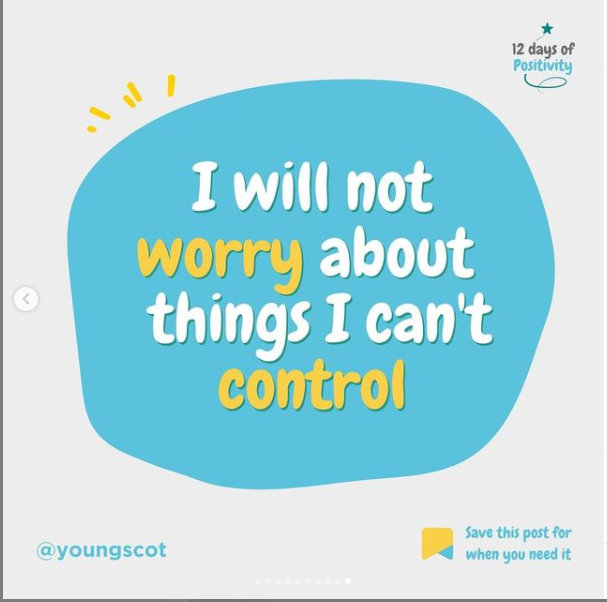 12 days of
Positivity
I will not
worry about
things I can't
control
@youngscot
Save this post for
when you need it